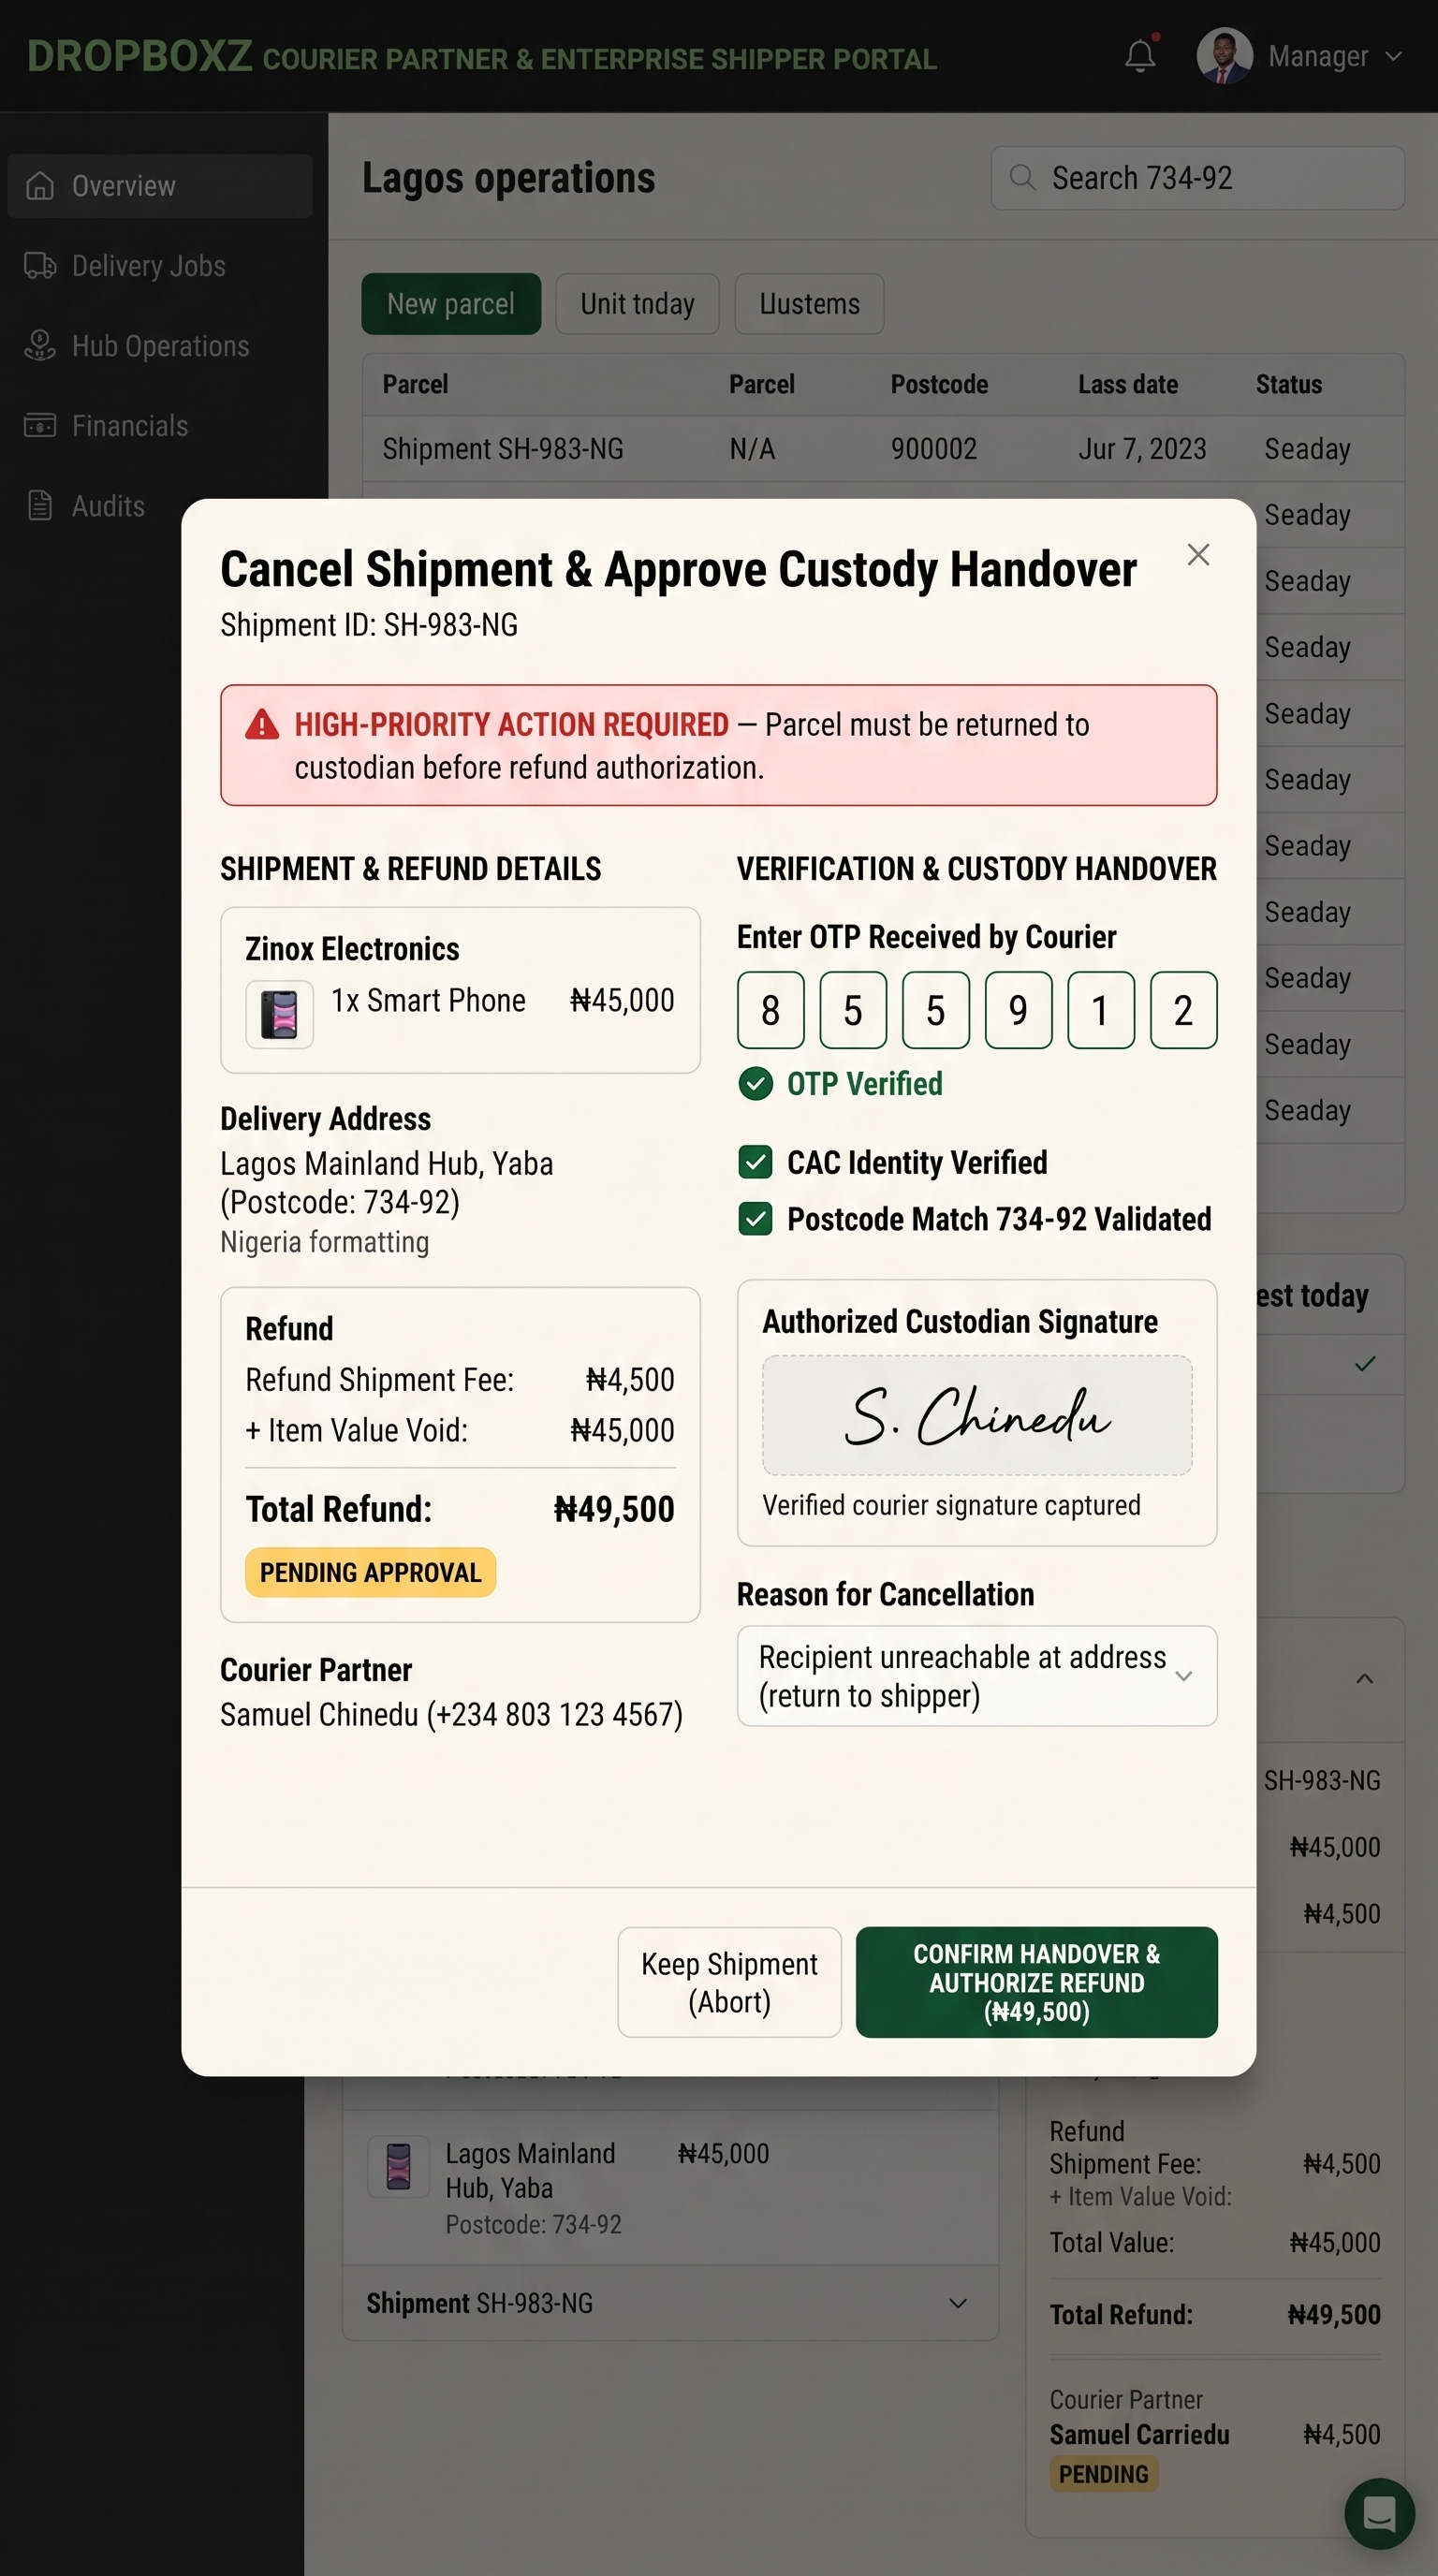 DROPBOXZ COURIER PARTNER & ENTERPRISE SHIPPER PORTAL
Manager
Overview
Delivery Jobs
Hub Operations
Financials
Audits
Lagos operations
Search 734-92
New parcel
Unit tnday
Uustems
Parcel Parcel Postcode Lass date Status
Shipment SH-983-NG N/A 900002 Jur 7, 2023 Seaday
Seaday
Seaday
Seaday
Seaday
Seaday
Seaday
Seaday
Seaday
Seaday
Seaday
est today
SH-983-NG
₦45,000
₦4,500
Cancel Shipment & Approve Custody Handover
Shipment ID: SH-983-NG
HIGH-PRIORITY ACTION REQUIRED — Parcel must be returned to
custodian before refund authorization.
SHIPMENT & REFUND DETAILS
Zinox Electronics
1x Smart Phone ₦45,000
Delivery Address
Lagos Mainland Hub, Yaba
(Postcode: 734-92)
Nigeria formatting
Refund
Refund Shipment Fee: ₦4,500
+ Item Value Void: ₦45,000
Total Refund: ₦49,500
PENDING APPROVAL
Courier Partner
Samuel Chinedu (+234 803 123 4567)
VERIFICATION & CUSTODY HANDOVER
Enter OTP Received by Courier
8 5 5 9 1 2
OTP Verified
CAC Identity Verified
Postcode Match 734-92 Validated
Authorized Custodian Signature
S. Chinedu
Verified courier signature captured
Reason for Cancellation
Recipient unreachable at address
(return to shipper)
Keep Shipment
(Abort)
CONFIRM HANDOVER &
AUTHORIZE REFUND
(₦49,500)
Lagos Mainland ₦45,000
Hub, Yaba
Postcode: 734-92
Shipment SH-983-NG
Refund
Shipment Fee: ₦4,500
+ Item Value Void:
Total Value: ₦45,000
Total Refund: ₦49,500
Courier Partner
Samuel Carriedu ₦4,500
PENDING